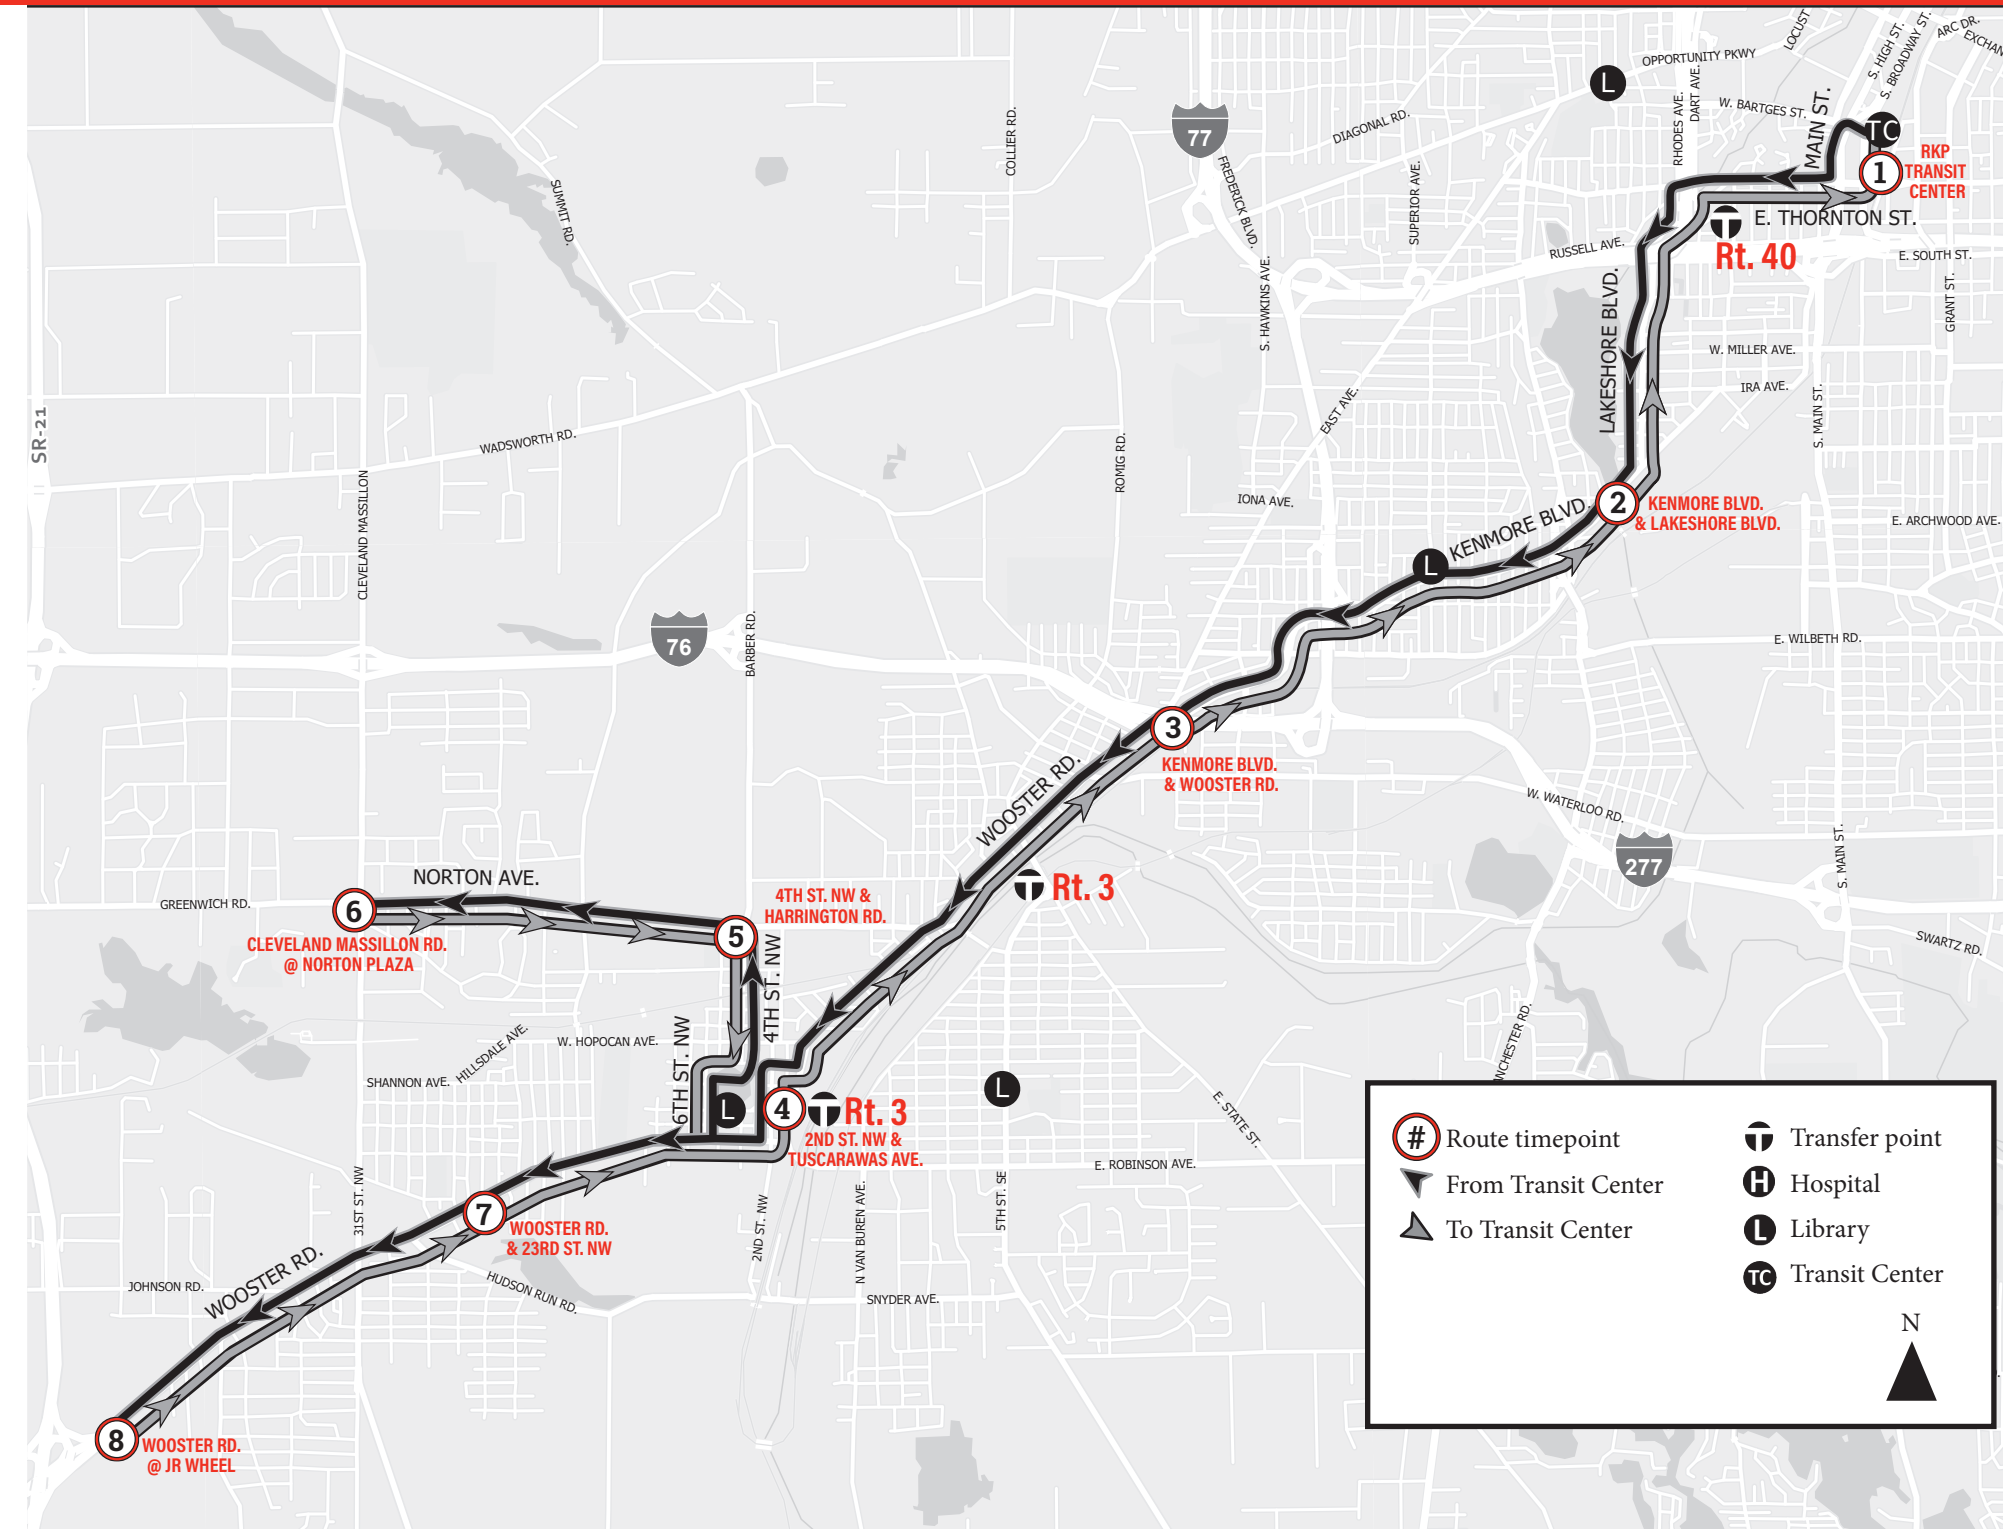 LOCUST
S. HIGH ST.
S. BROADWAY ST.
ARC DR.
EXCHAN
OPPORTUNITY PKWY
L
RHODES AVE.
DART AVE.
W. BARTGES ST.
MAIN ST.
TC
1
RKP
TRANSIT
CENTER
77
DIAGONAL RD.
COLLIER RD.
SUMMIT RD.
FREDERICK BLVD.
SUPERIOR AVE.
RUSSELL AVE.
T
E. THORNTON ST.
Rt. 40
E. SOUTH ST.
GRANT ST.
S. HAWKINS AVE.
LAKESHORE BLVD.
W. MILLER AVE.
IRA AVE.
S. MAIN ST.
EAST AVE.
SR-21
WADSWORTH RD.
ROMIG RD.
CLEVELAND MASSILLON
IONA AVE.
KENMORE BLVD.
2
KENMORE BLVD.
& LAKESHORE BLVD.
E. ARCHWOOD AVE.
L
76
BARBER RD.
E. WILBETH RD.
3
KENMORE BLVD.
& WOOSTER RD.
WOOSTER RD.
W. WATERLOO RD.
277
S. MAIN ST.
T
Rt. 3
NORTON AVE.
GREENWICH RD.
6
CLEVELAND MASSILLON RD.
@ NORTON PLAZA
4TH ST. NW &
HARRINGTON RD.
5
4TH ST. NW
SWARTZ RD.
6TH ST. NW
W. HOPOCAN AVE.
HILLSDALE AVE.
SHANNON AVE.
L
4
T
Rt. 3
2ND ST. NW &
TUSCARAWAS AVE.
L
E. STATE ST.
E. ROBINSON AVE.
5TH ST. SE
N VAN BUREN AVE.
2ND ST. NW
SNYDER AVE.
31ST ST. NW
7
WOOSTER RD.
& 23RD ST. NW
HUDSON RUN RD.
JOHNSON RD.
WOOSTER RD.
8
WOOSTER RD.
@ JR WHEEL
NCHESTER RD.
# Route timepoint
From Transit Center
To Transit Center
T Transfer point
H Hospital
L Library
TC Transit Center
N